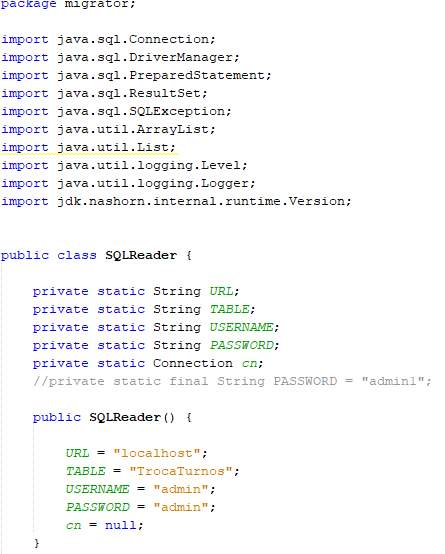 package migrator;
import java.sql.Connection;
import java.sql.DriverManager;
import java.sql.PreparedStatement;
import java.sql.ResultSet;
import java.sql.SQLException;
import java.util.ArrayList;
import java.util.List;
import java.util.logging.Level;
import java.util.logging.Logger;
import jdk.nashorn.internal.runtime.Version;
public class SQLReader {
private static String URL;
private static String TABLE;
private static String USERNAME;
private static String PASSWORD;
private static Connection cn;
//private static final String PASSWORD = "admin1";
public SQLReader() {
URL = "localhost";
TABLE = "TrocaTurnos";
USERNAME = "admin";
PASSWORD = "admin";
cn = null;
}